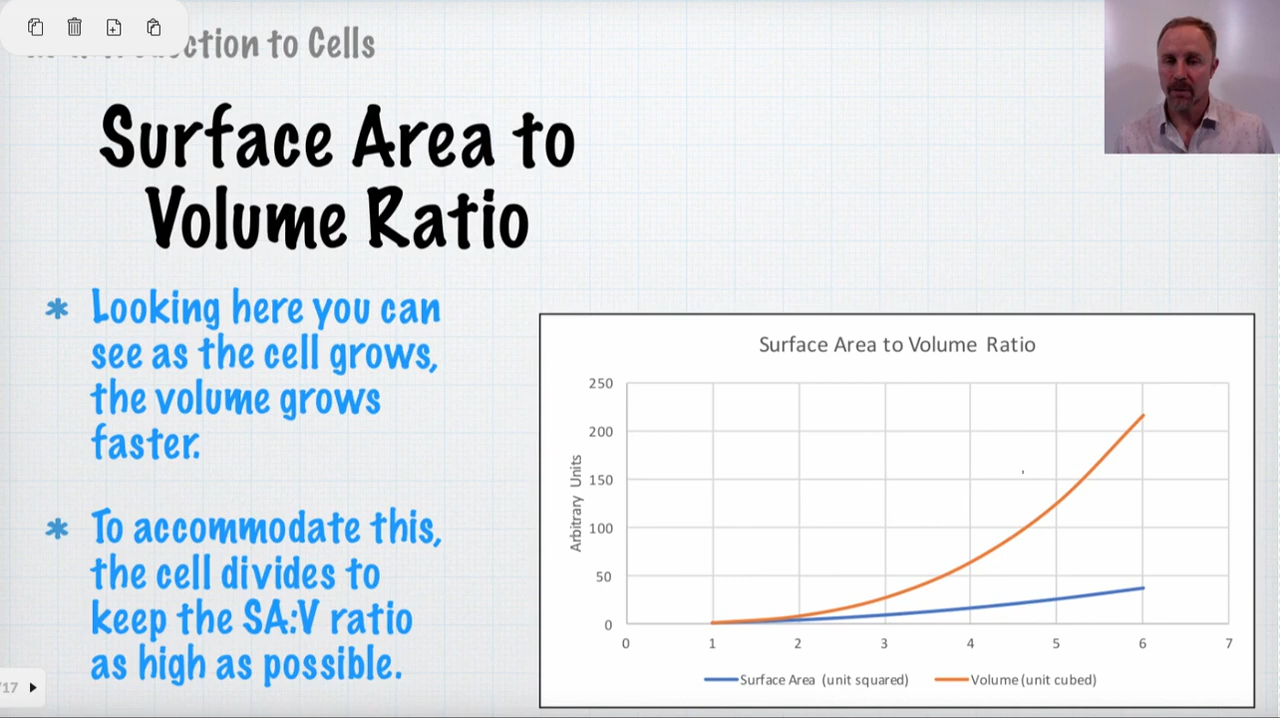 ction to Cells
Surface Area to
Volume Ratio
* Looking here you can
see as the cell grows,
the volume grows
faster.
* To accommodate this,
the cell divides to
keep the SA:V ratio
as high as possible.
Surface Area to Volume Ratio
Arbitrary Units
250
200
150
100
50
0
0 1 2 3 4 5 6 7
Surface Area (unit squared) Volume (unit cubed)
/17